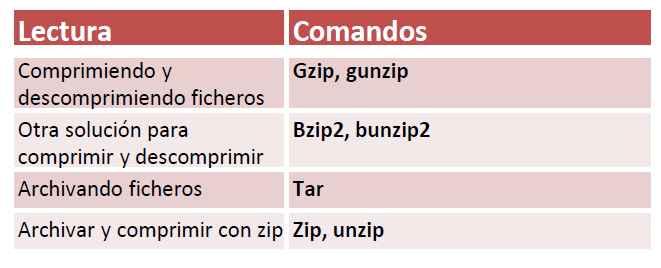 Lectura Comandos
Comprimiendo y Gzip, gunzip
descomprimiendo ficheros
Otra solución para Bzip2, bunzip2
comprimir y descomprimir
Archivando ficheros Tar
Archivar y comprimir con zip Zip, unzip